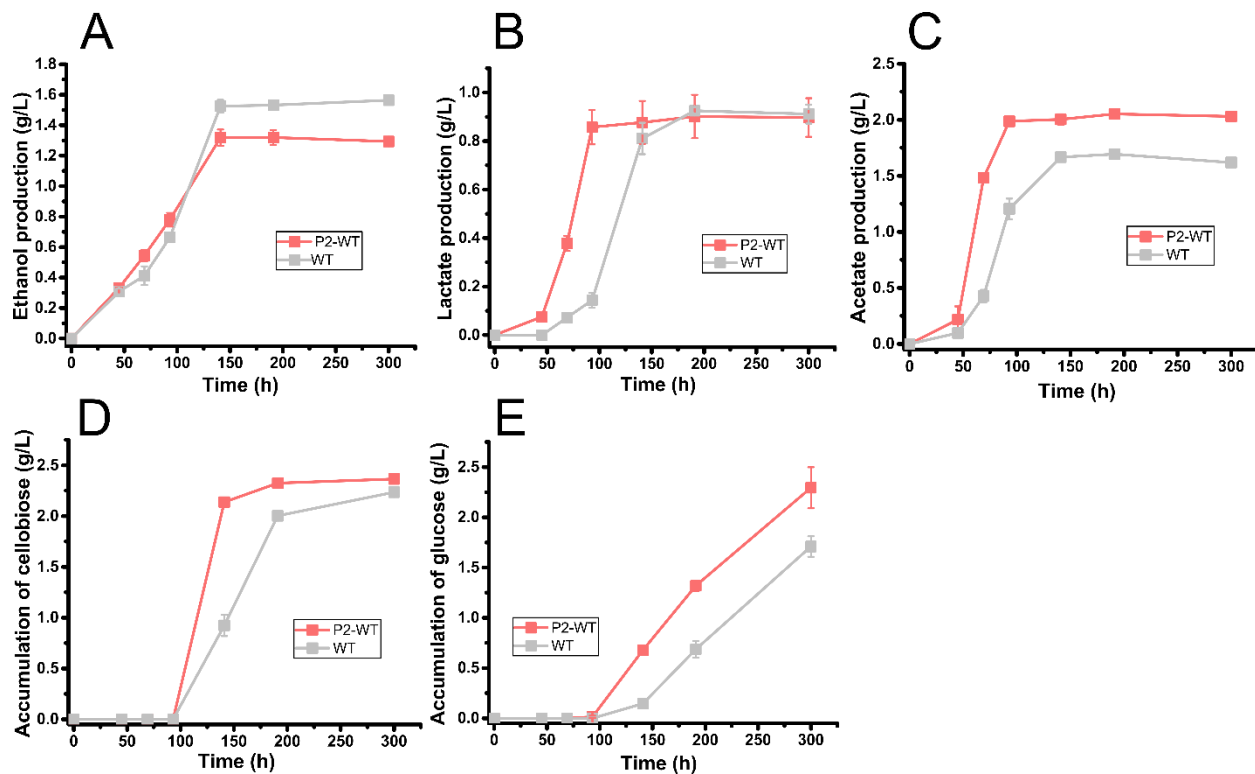 A
Ethanol production (g/L)
1.8
1.6
1.4
1.2
1.0
0.8
0.6
0.4
0.2
0.0
P2-WT
WT
0 50 100 150 200 250 300
Time (h)
B
Lactate production (g/L)
1.0
0.8
0.6
0.4
0.2
0.0
P2-WT
WT
0 50 100 150 200 250 300
Time (h)
C
Acetate production (g/L)
2.5
2.0
1.5
1.0
0.5
0.0
P2-WT
WT
0 50 100 150 200 250 300
Time (h)
D
Accumulation of cellobiose (g/L)
2.5
2.0
1.5
1.0
0.5
0.0
P2-WT
WT
0 50 100 150 200 250 300
Time (h)
E
Accumulation of glucose (g/L)
2.5
2.0
1.5
1.0
0.5
0.0
P2-WT
WT
0 50 100 150 200 250 300
Time (h)